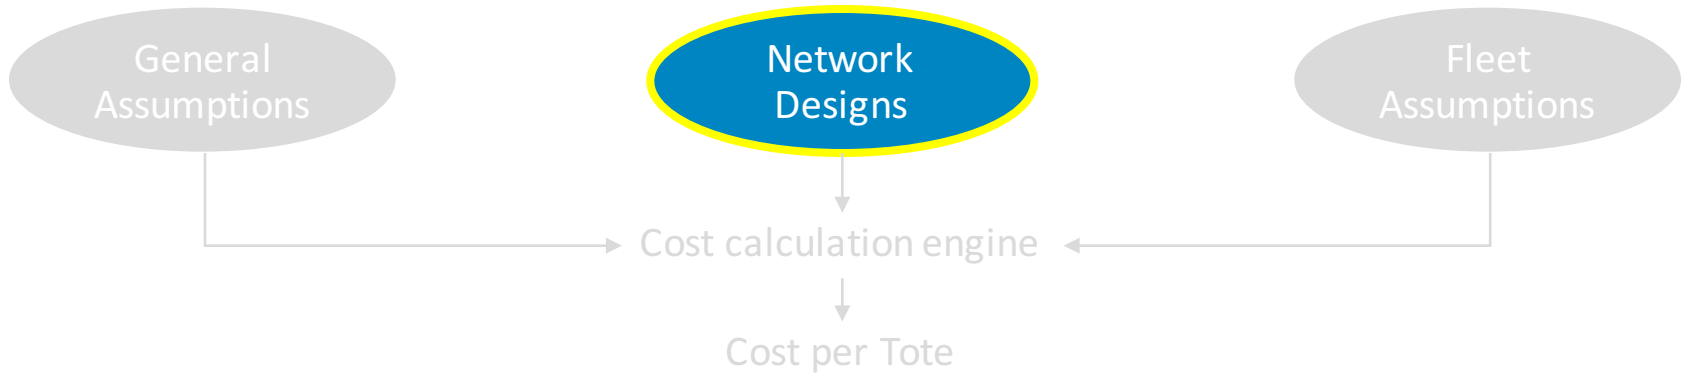 General
Assumptions
Network
Designs
Fleet
Assumptions
Cost calculation engine
Cost per Tote